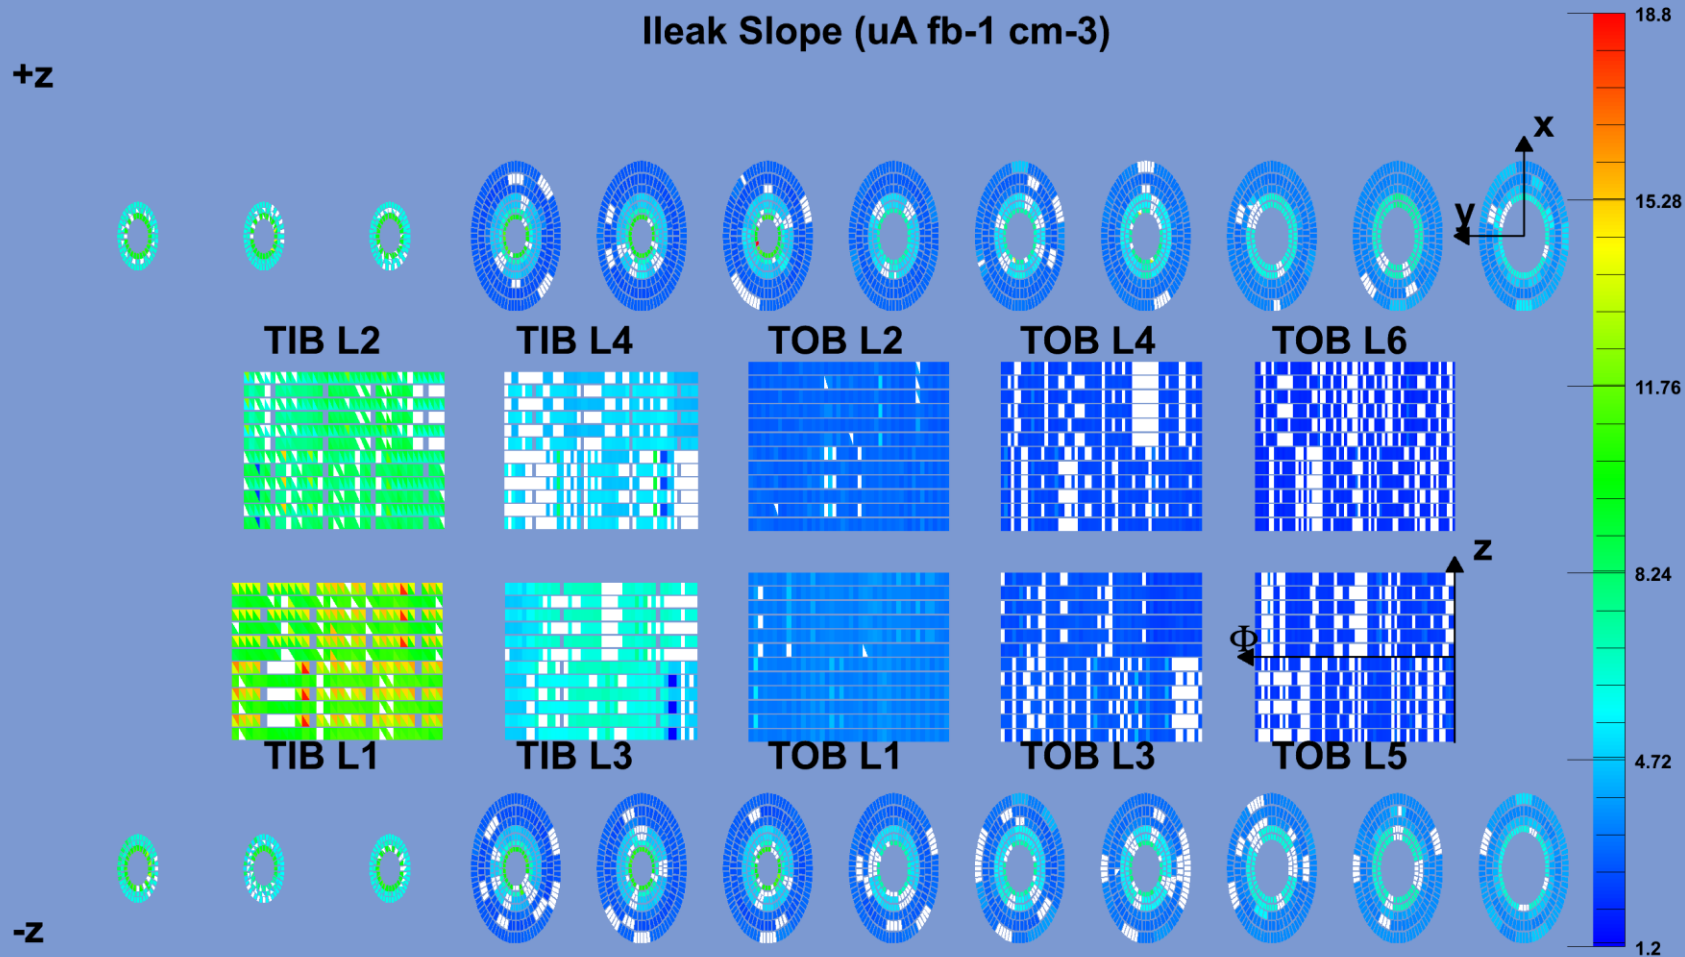 Ileak Slope (uA fb-1 cm-3)
18.8
+z
x
15.28
y
TIB L2 TIB L4 TOB L2 TOB L4 TOB L6
11.76
z
8.24
Φ
TIB L1 TIB L3 TOB L1 TOB L3 TOB L5
4.72
-z
1.2